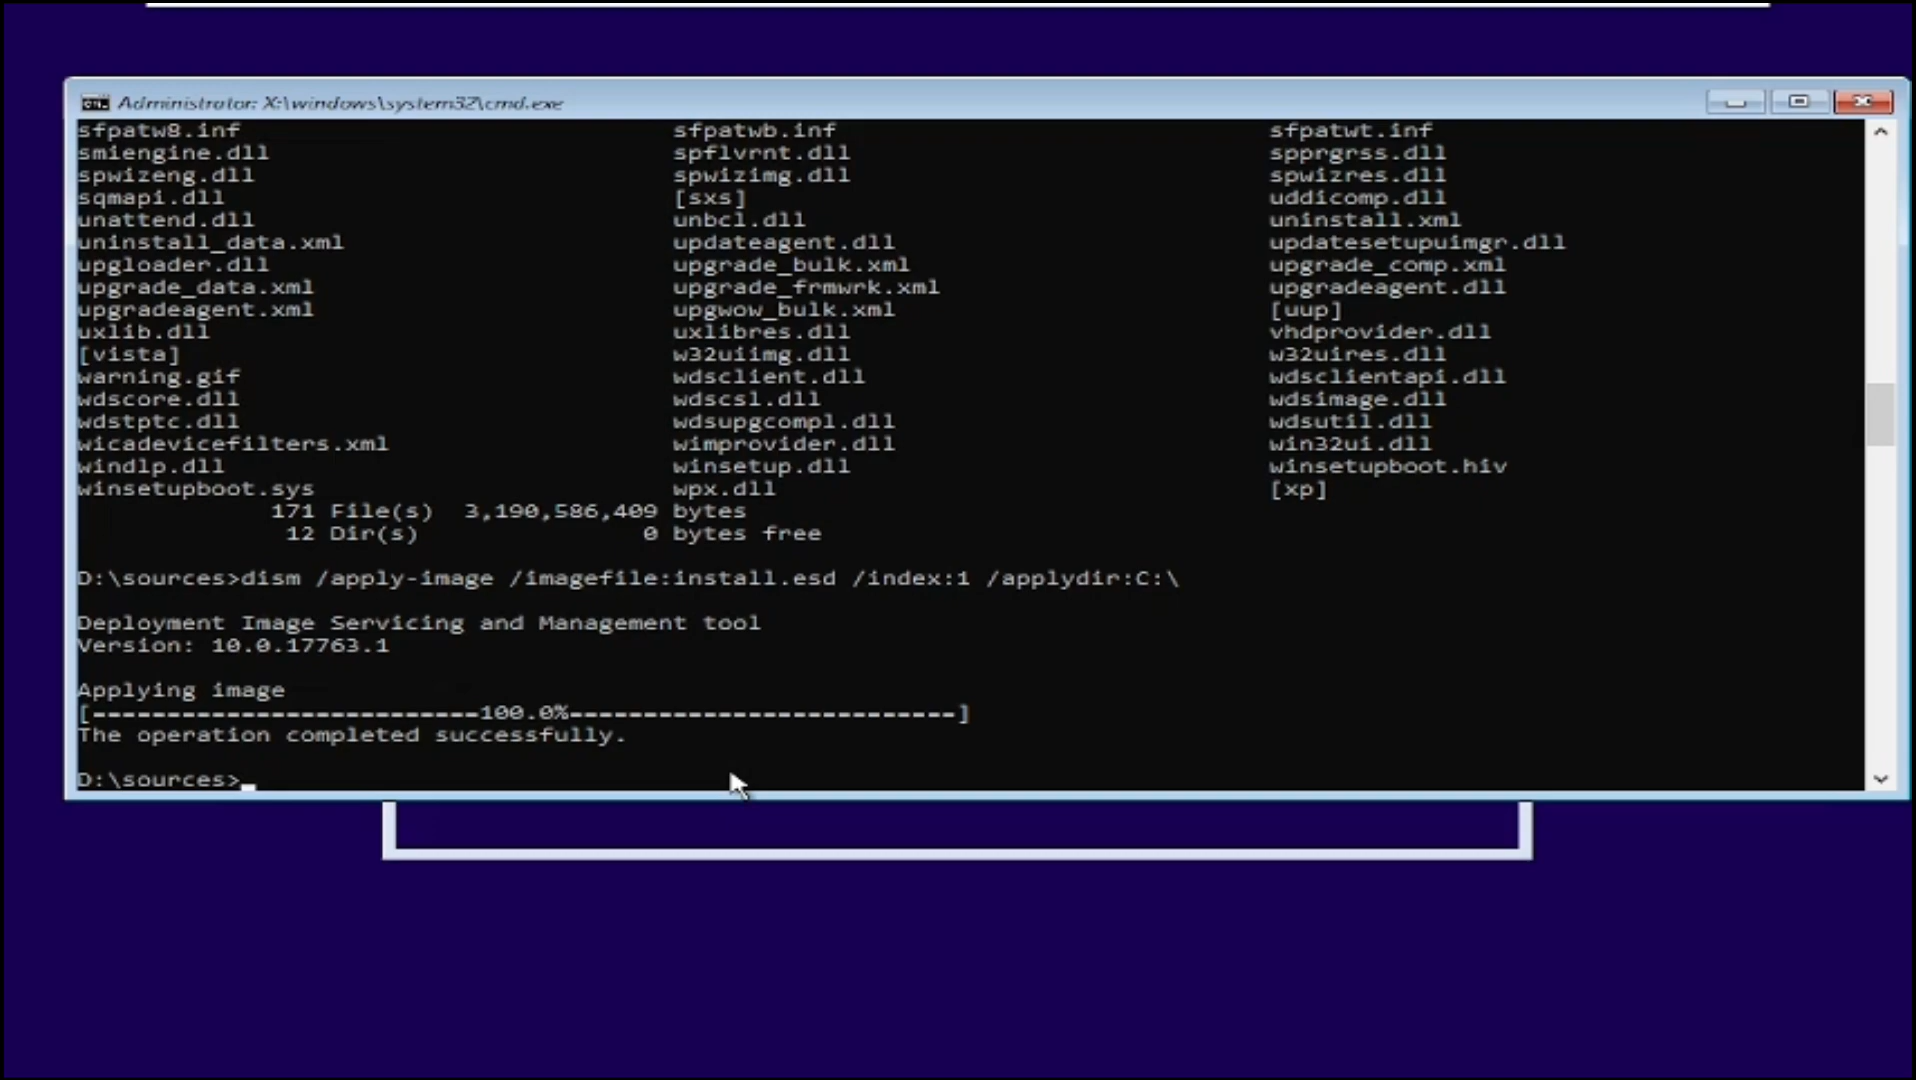 Administrator: X:\windows\system32\cmd.exe
sfpatw8.inf sfpatwb.inf sfpatwt.inf
smiengine.dll spflvrnt.dll spprgrss.dll
spwizeng.dll spwizimg.dll spwizres.dll
sqmapi.dll [sxs] uddicomp.dll
unattend.dll unbcl.dll uninstall.xml
uninstall_data.xml updateagent.dll updatesetupuimgr.dll
upgloader.dll upgrade_bulk.xml upgrade_comp.xml
upgrade_data.xml upgrade_frmwrk.xml upgradeagent.dll
upgradeagent.xml upgwow_bulk.xml [uup]
uxlib.dll uxlibres.dll vhdprovider.dll
[vista] w32uiimg.dll w32uires.dll
warning.gif wdsclient.dll wdsclientapi.dll
wdscore.dll wdscsl.dll wdsimage.dll
wdstptc.dll wdsupgcompl.dll wdsutil.dll
wicadevicefilters.xml wimprovider.dll win32ui.dll
windlp.dll winsetup.dll winsetupboot.hiv
winsetupboot.sys wpx.dll [xp]
171 File(s) 3,190,586,409 bytes
12 Dir(s) 0 bytes free
D:\sources>dism /apply-image /imagefile:install.esd /index:1 /applydir:C:\
Deployment Image Servicing and Management tool
Version: 10.0.17763.1
Applying image
[--------------------------100.0%--------------------------]
The operation completed successfully.
D:\sources>_